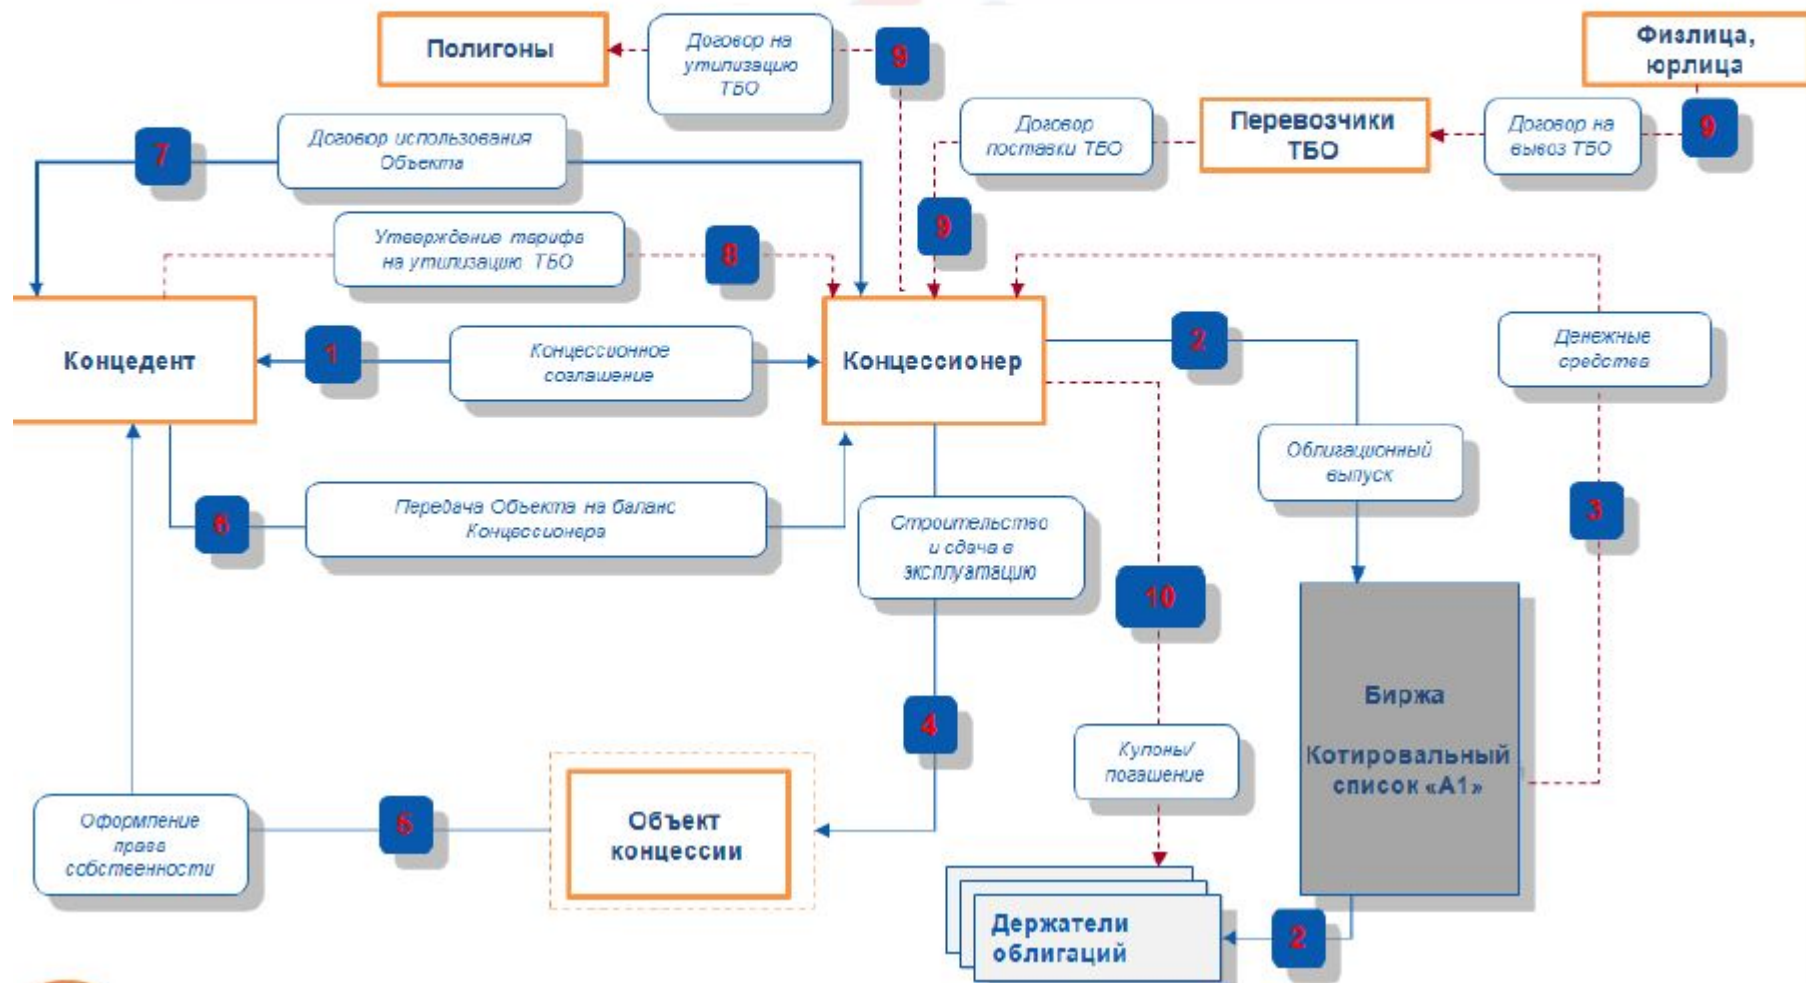 Полигоны
Договор на
утилизацию
ТБО
9
Физлица,
юрлица
Договор
поставки ТБО
Перевозчики
ТБО
Договор на
вывоз ТБО
9
7
Договор использования
Объекта
9
Утверждение тарифа
на утилизацию ТБО
8
Концедент
1
Концессионное
соглашение
Концессионер
2
Денежные
средства
Облигационный
выпуск
6
Передача Объекта на баланс
Концессионера
Строительство
и сдача в
эксплуатацию
3
10
4
Биржа
Котировальный
список «А1»
Купоны/
погашение
Оформление
права
собственности
5
Объект
концессии
Держатели
облигаций
2